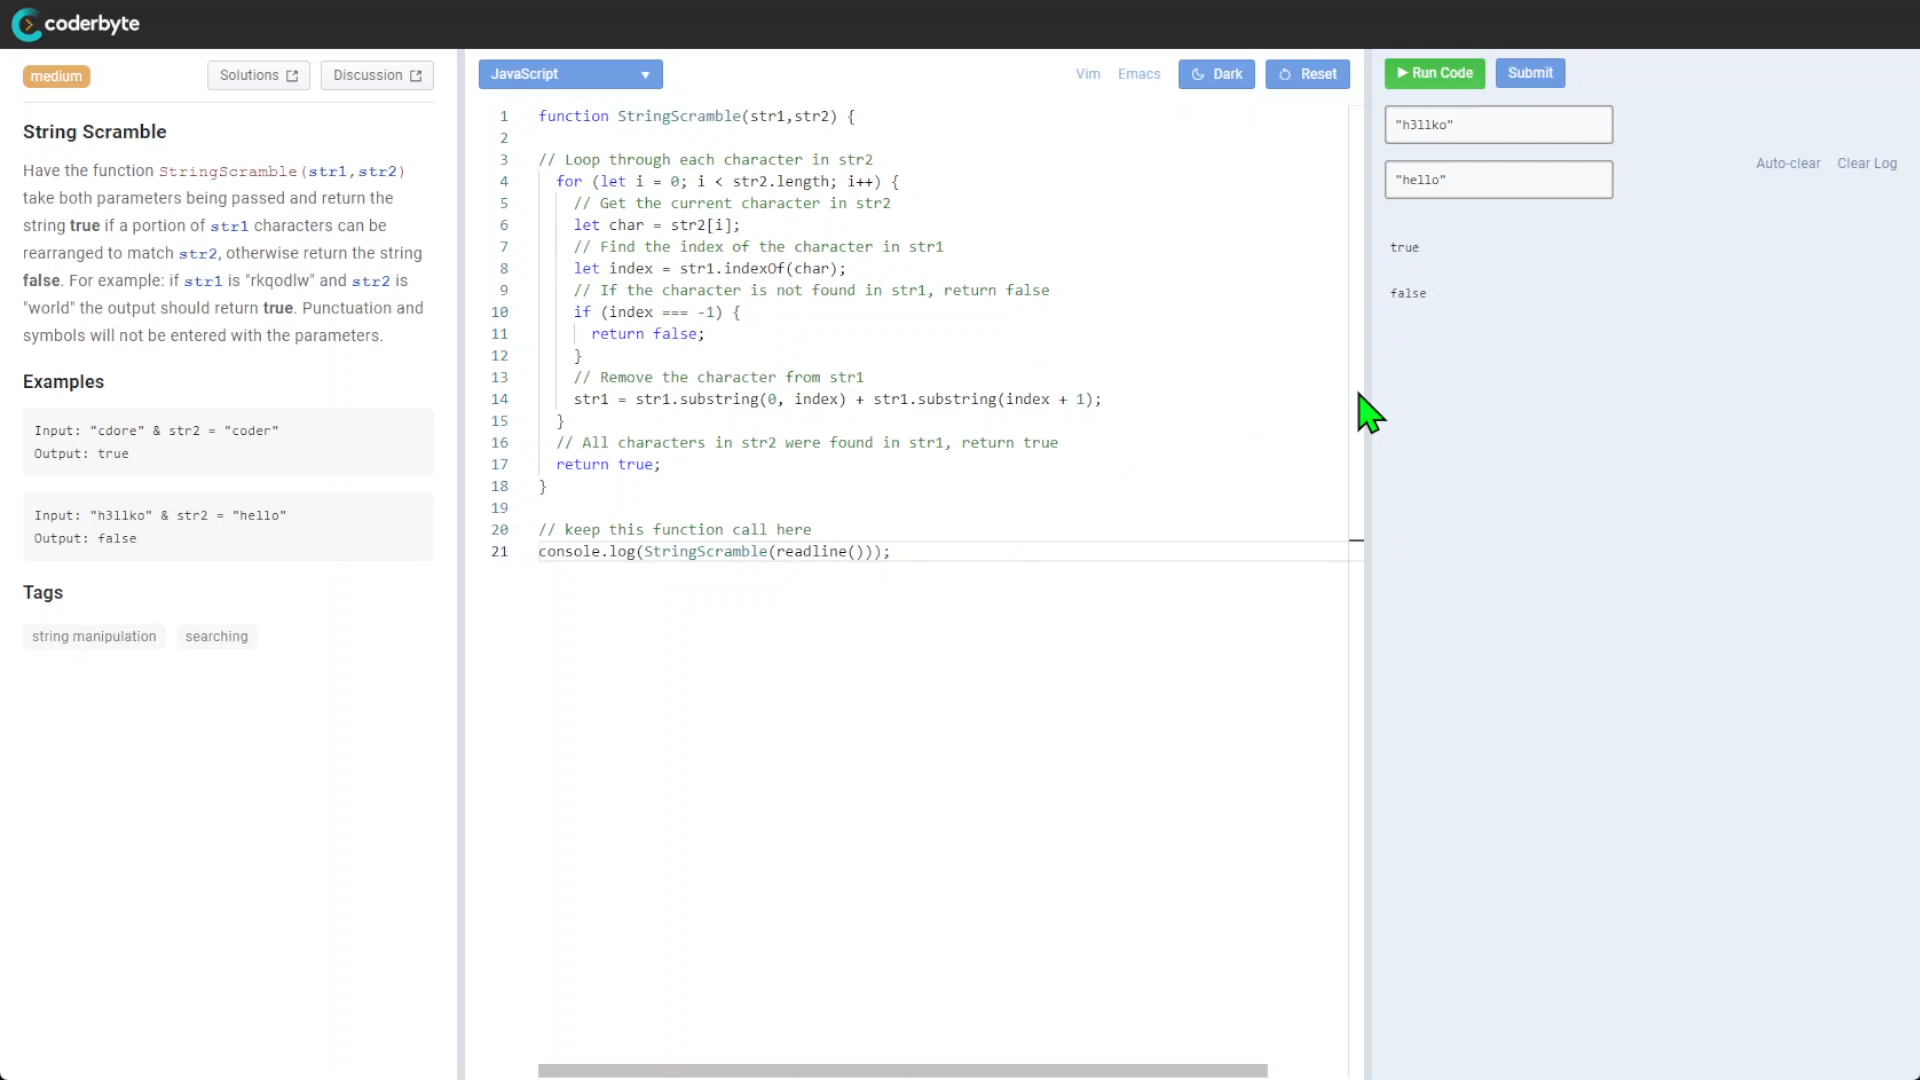 coderbyte
medium
Solutions
Discussion
String Scramble
Have the function StringScramble(str1,str2)
take both parameters being passed and return the
string true if a portion of str1 characters can be
rearranged to match str2, otherwise return the string
false. For example: if str1 is "rkqodlw" and str2 is
"world" the output should return true. Punctuation and
symbols will not be entered with the parameters.
Examples
Input: "cdore" & str2 = "coder"
Output: true
Input: "h3llko" & str2 = "hello"
Output: false
Tags
string manipulation searching
JavaScript
Vim Emacs Dark Reset
1 function StringScramble(str1,str2) {
2
3 // Loop through each character in str2
4 for (let i = 0; i < str2.length; i++) {
5 // Get the current character in str2
6 let char = str2[i];
7 // Find the index of the character in str1
8 let index = str1.indexOf(char);
9 // If the character is not found in str1, return false
10 if (index === -1) {
11 return false;
12 }
13 // Remove the character from str1
14 str1 = str1.substring(0, index) + str1.substring(index + 1);
15 }
16 // All characters in str2 were found in str1, return true
17 return true;
18 }
19
20 // keep this function call here
21 console.log(StringScramble(readline()));
Run Code Submit
"h3llko"
"hello"
Auto-clear Clear Log
true
false